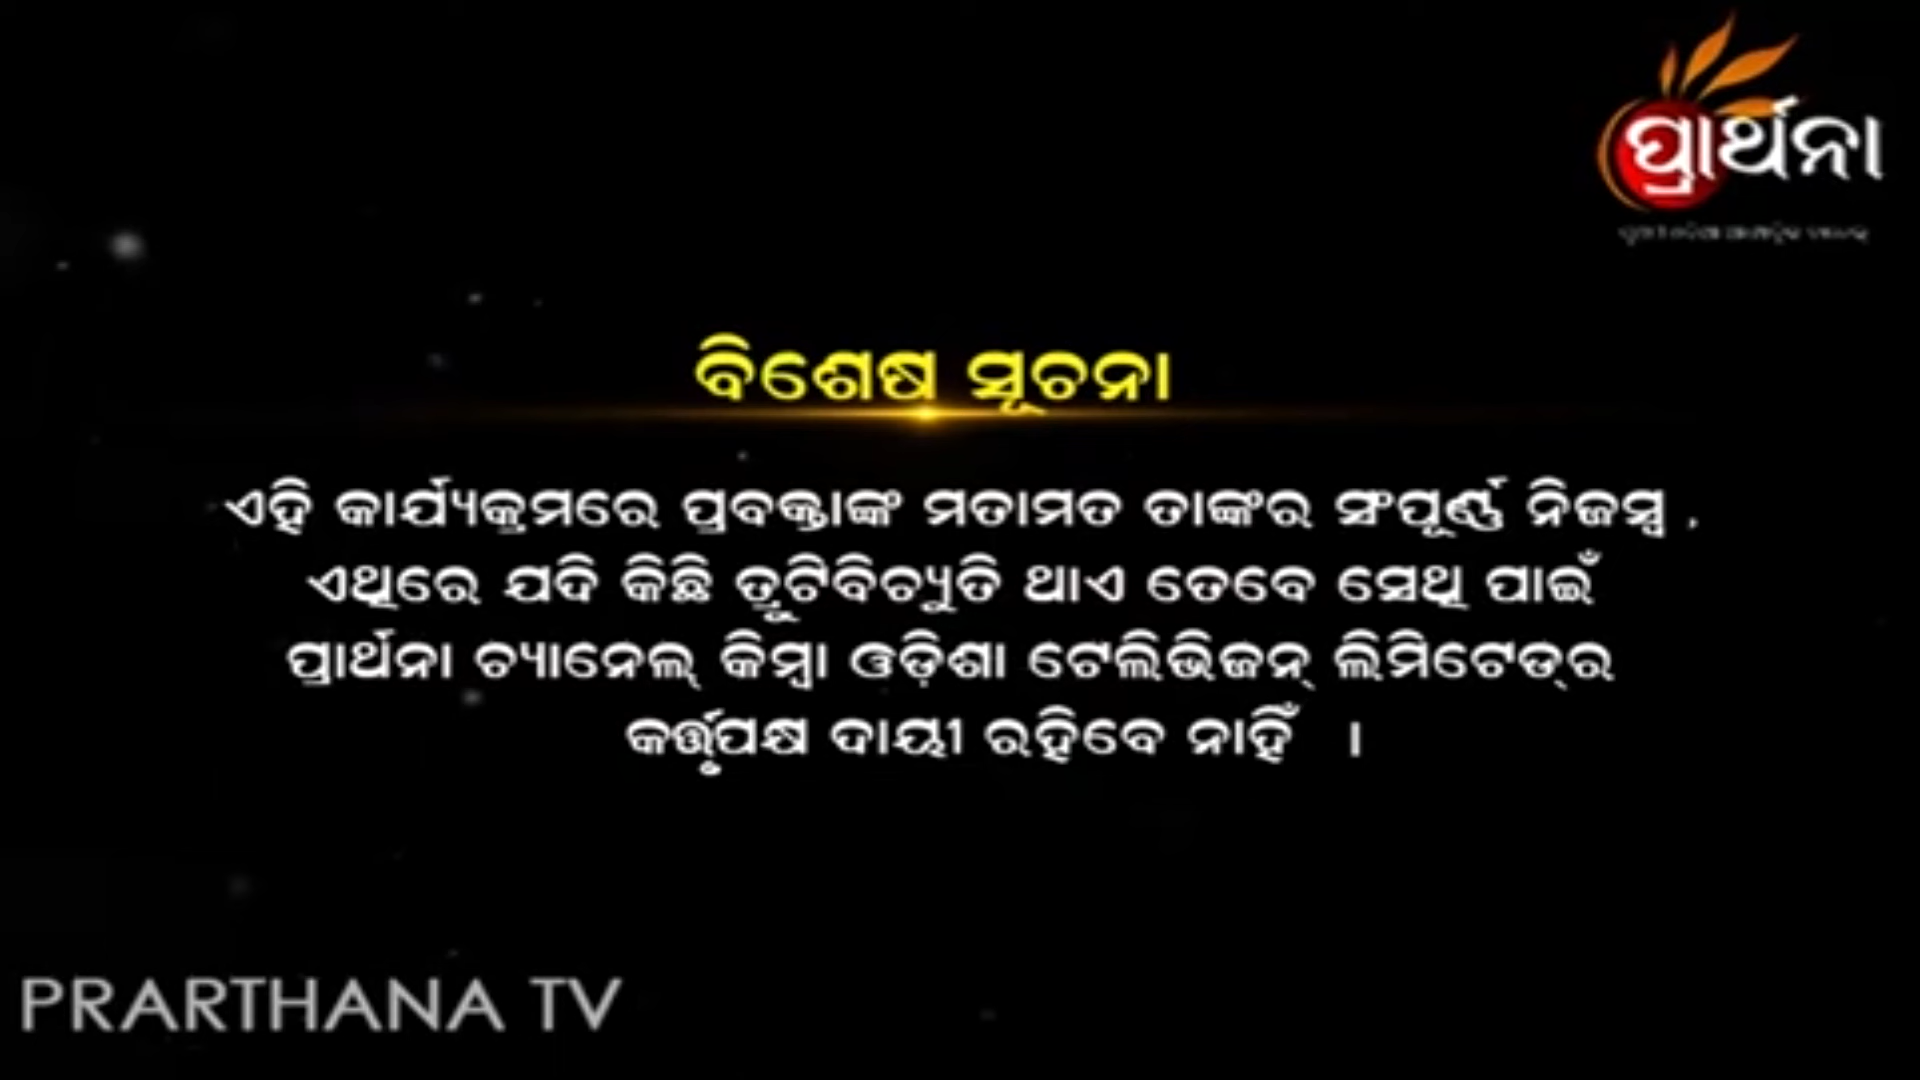 ପ୍ରାର୍ଥନା
ବିଶେଷ ସୂଚନା
ଏହି କାର୍ଯ୍ୟକ୍ରମରେ ପ୍ରବକ୍ତାଙ୍କ ମତାମତ ତାଙ୍କର ସଂପୂର୍ଣ୍ଣ ନିଜସ୍ୱ ,
ଏଥିରେ ଯଦି କିଛି ତ୍ରୁଟିବିଚ୍ୟୁତି ଥାଏ ତେବେ ସେଥି ପାଇଁ
ପ୍ରାର୍ଥନା ଚ୍ୟାନେଲ୍ କିମ୍ବା ଓଡ଼ିଶା ଟେଲିଭିଜନ୍ ଲିମିଟେଡ୍‌ର
କର୍ତ୍ତୃପକ୍ଷ ଦାୟୀ ରହିବେ ନାହିଁ ।
PRARTHANA TV